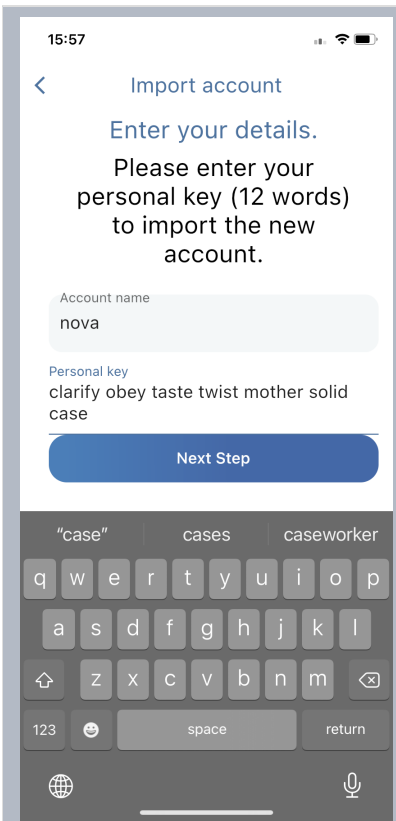 15:57
Import account
Enter your details.
Please enter your
personal key (12 words)
to import the new
account.
Account name
nova
Personal key
clarify obey taste twist mother solid
case
Next Step
“case” cases caseworker
q w e r t y u i o p
a s d f g h j k l
z x c v b n m
123 space return